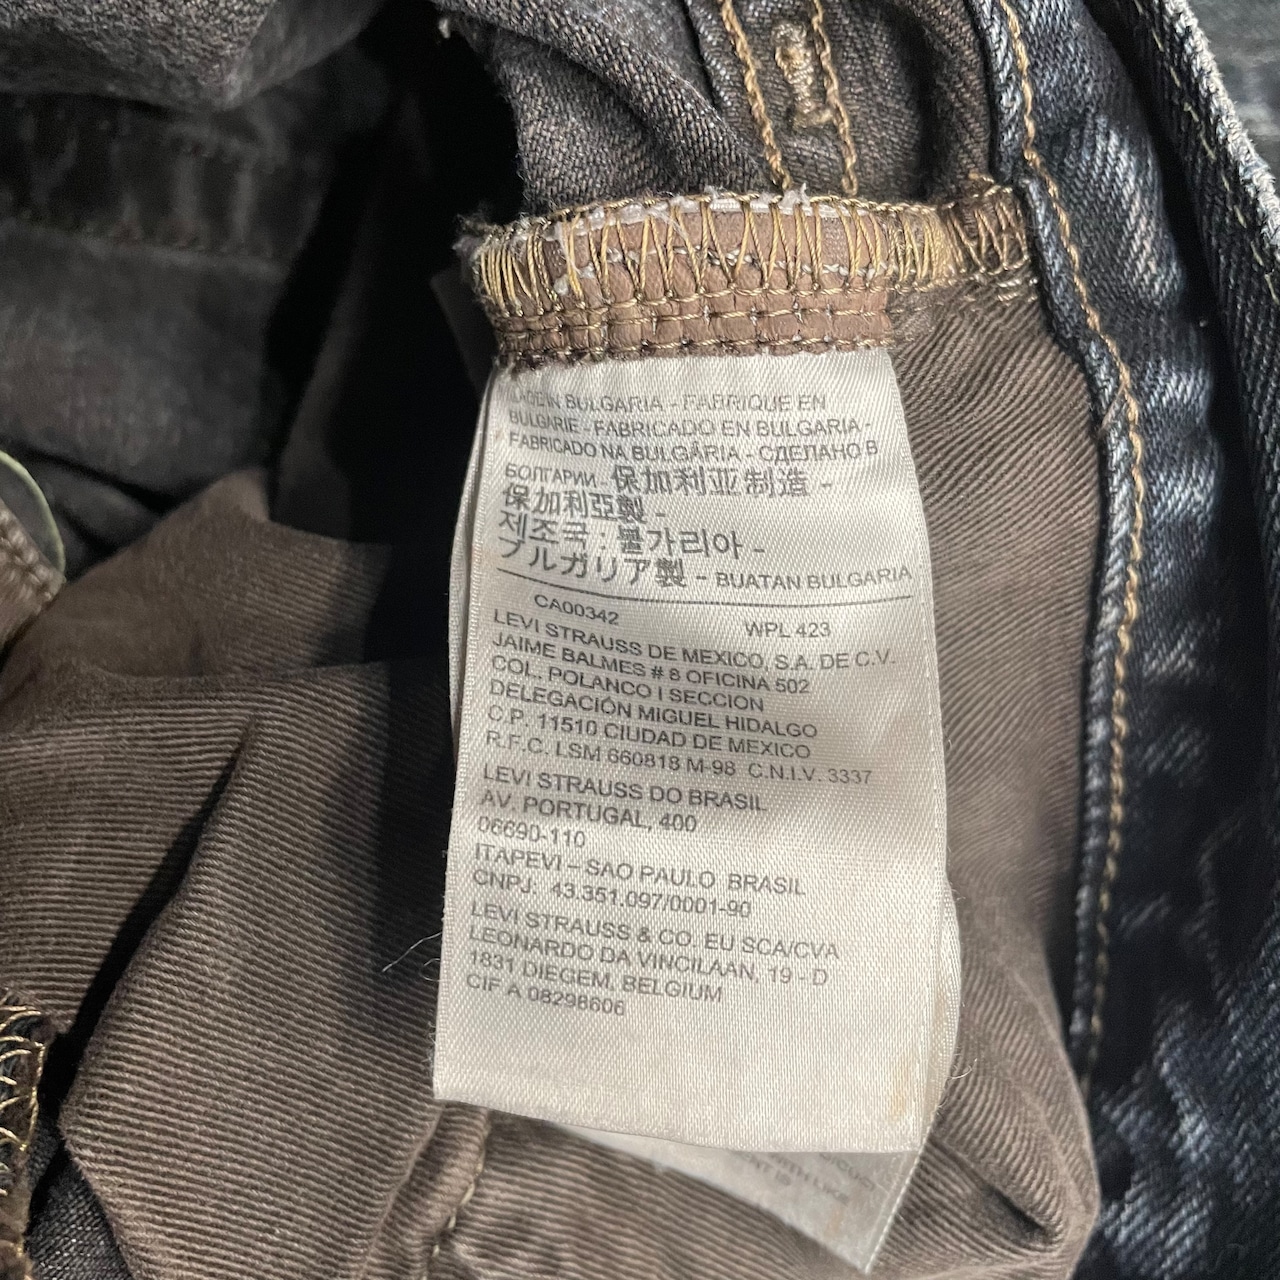 MADE IN BULGARIA - FABRIQUE EN
BULGARIE - FABRICADO EN BULGARIA -
FABRICADO NA BULGÁRIA - СДЕЛАНО В
БОЛГАРИИ - 保加利亚制造 -
保加利亞製 -
제조국 : 불가리아 -
ブルガリア製 - BUATAN BULGARIA
CA00342 WPL 423
LEVI STRAUSS DE MEXICO, S.A. DE C.V.
JAIME BALMES # 8 OFICINA 502
COL. POLANCO I SECCION
DELEGACIÓN MIGUEL HIDALGO
C.P. 11510 CIUDAD DE MEXICO
R.F.C. LSM 660818 M-98 C.N.I.V. 3337
LEVI STRAUSS DO BRASIL
AV. PORTUGAL, 400
06690-110
ITAPEVI – SAO PAULO BRASIL
CNPJ: 43.351.097/0001-90
LEVI STRAUSS & CO. EU SCA/CVA
LEONARDO DA VINCILAAN, 19 - D
1831 DIEGEM, BELGIUM
CIF A 08298606
WITH LIKE